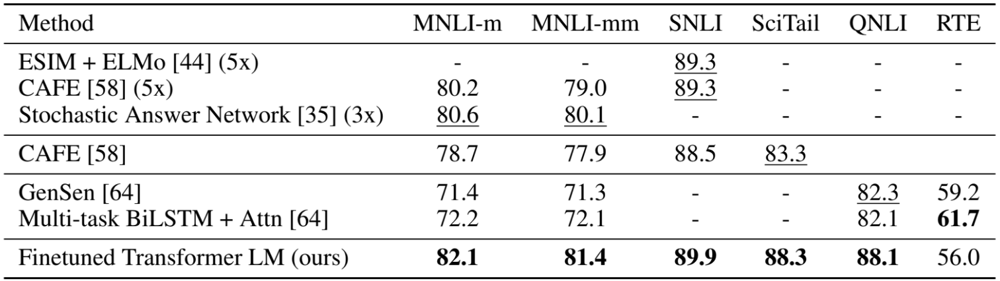 Method MNLI-m MNLI-mm SNLI SciTail QNLI RTE
ESIM + ELMo [44] (5x) - - 89.3 - - -
CAFE [58] (5x) 80.2 79.0 89.3 - - -
Stochastic Answer Network [35] (3x) 80.6 80.1 - - - -
CAFE [58] 78.7 77.9 88.5 83.3
GenSen [64] 71.4 71.3 - - 82.3 59.2
Multi-task BiLSTM + Attn [64] 72.2 72.1 - - 82.1 61.7
Finetuned Transformer LM (ours) 82.1 81.4 89.9 88.3 88.1 56.0